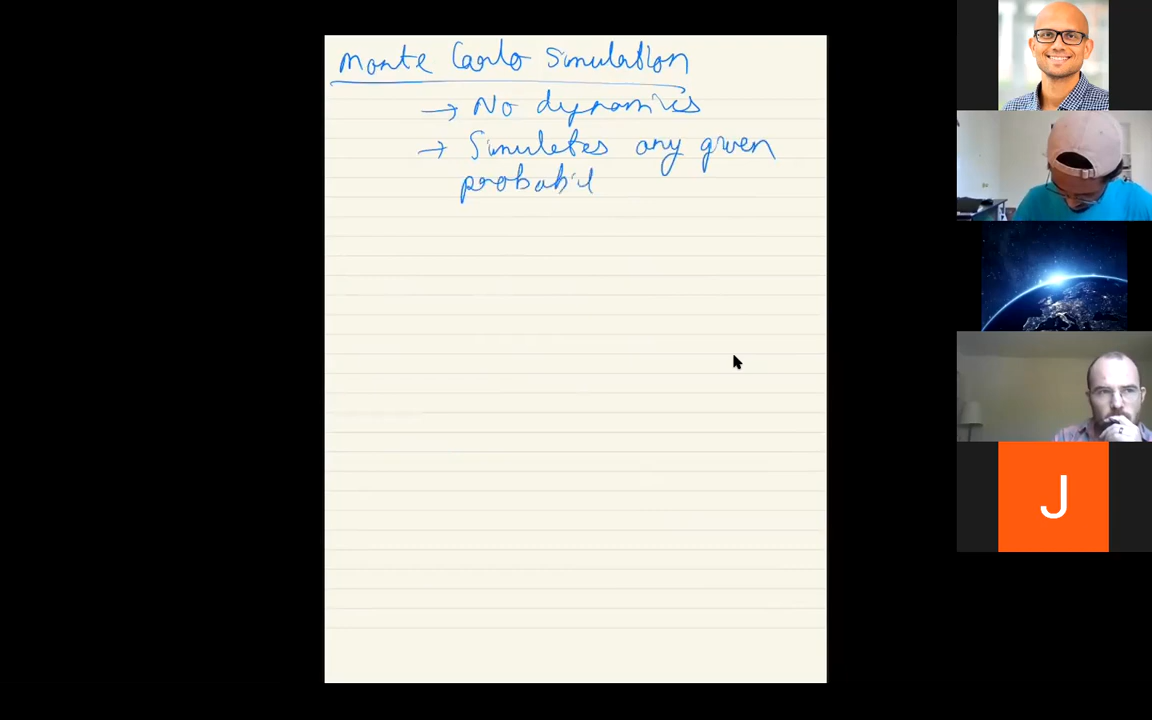 Monte Carlo Simulation
→ No dynamics
→ Simulates any given
probabil
J